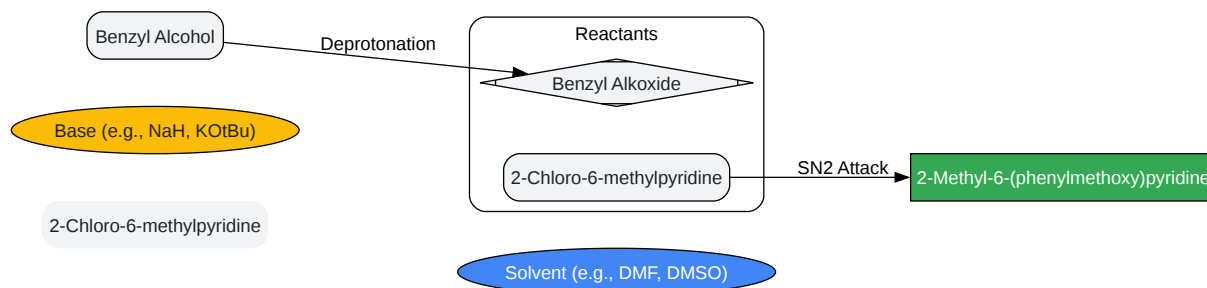 Benzyl Alcohol
Deprotonation
Reactants
Benzyl Alkoxide
Base (e.g., NaH, KOtBu)
2-Chloro-6-methylpyridine
SN2 Attack
2-Methyl-6-(phenylmethoxy)pyridine
2-Chloro-6-methylpyridine
Solvent (e.g., DMF, DMSO)